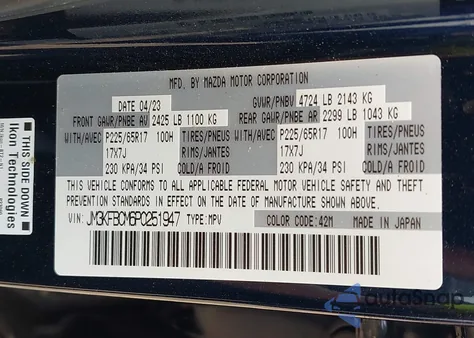 MFD. BY MAZDA MOTOR CORPORATION
DATE 04/23
GVWR/PNBV 4724 LB 2143 KG
FRONT GAWR/PNBE AV 2425 LB 1100 KG
REAR GAWR/PNBE AR 2299 LB 1043 KG
WITH/AVEC P225/65R17 100H TIRES/PNEUS
17X7J RIMS/JANTES
230 KPA/34 PSI COLD/A FROID
WITH/AVEC P225/65R17 100H TIRES/PNEUS
17X7J RIMS/JANTES
230 KPA/34 PSI COLD/A FROID
THIS VEHICLE CONFORMS TO ALL APPLICABLE FEDERAL MOTOR VEHICLE SAFETY AND THEFT
PREVENTION STANDARDS IN EFFECT ON THE DATE OF MANUFACTURE SHOWN ABOVE.
VIN: JM3KFBCM6P0251947 TYPE: MPV
COLOR CODE: 42M MADE IN JAPAN
THIS SIDE DOWN
Ikon Technologies
autoSnap